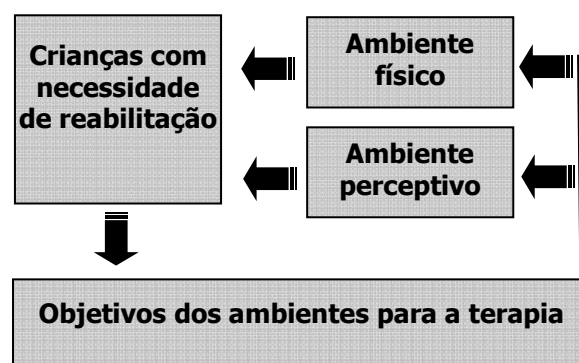 Crianças com
necessidade
de reabilitação
Ambiente
físico
Ambiente
perceptivo
Objetivos dos ambientes para a terapia